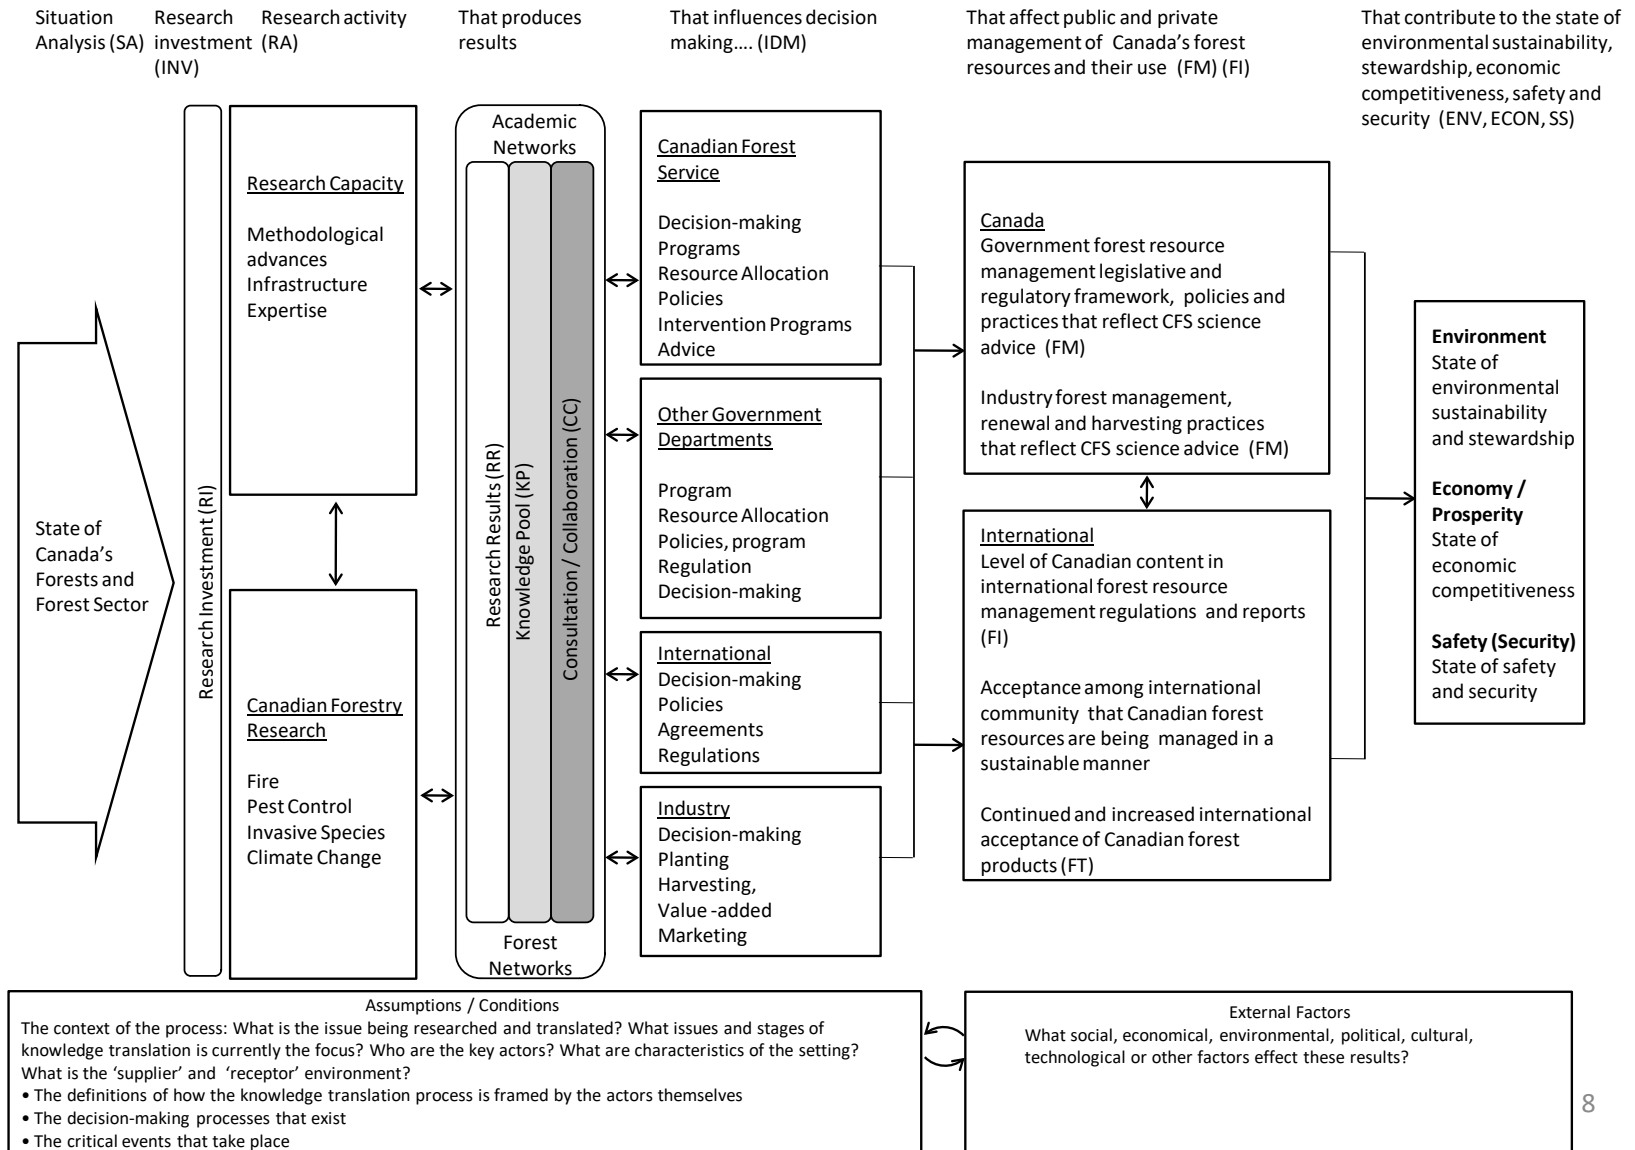 Situation
Analysis (SA)
Research
investment
(INV)
Research activity
(RA)
That produces
results
That influences decision
making.... (IDM)
That affect public and private
management of Canada's forest
resources and their use (FM) (FI)
That contribute to the state of
environmental sustainability,
stewardship, economic
competitiveness, safety and
security (ENV, ECON, SS)
State of
Canada's
Forests and
Forest Sector
Research Investment (RI)
Research Capacity
Methodological
advances
Infrastructure
Expertise
Canadian Forestry
Research
Fire
Pest Control
Invasive Species
Climate Change
Academic
Networks
Research Results (RR)
Knowledge Pool (KP)
Consultation / Collaboration (CC)
Forest
Networks
Canadian Forest
Service
Decision-making
Programs
Resource Allocation
Policies
Intervention Programs
Advice
Other Government
Departments
Program
Resource Allocation
Policies, program
Regulation
Decision-making
International
Decision-making
Policies
Agreements
Regulations
Industry
Decision-making
Planting
Harvesting,
Value -added
Marketing
Canada
Government forest resource
management legislative and
regulatory framework, policies and
practices that reflect CFS science
advice (FM)
Industry forest management,
renewal and harvesting practices
that reflect CFS science advice (FM)
International
Level of Canadian content in
international forest resource
management regulations and reports
(FI)
Acceptance among international
community that Canadian forest
resources are being managed in a
sustainable manner
Continued and increased international
acceptance of Canadian forest
products (FT)
Environment
State of
environmental
sustainability
and stewardship
Economy /
Prosperity
State of
economic
competitiveness
Safety (Security)
State of safety
and security
Assumptions / Conditions
The context of the process: What is the issue being researched and translated? What issues and stages of
knowledge translation is currently the focus? Who are the key actors? What are characteristics of the setting?
What is the 'supplier' and 'receptor' environment?
• The definitions of how the knowledge translation process is framed by the actors themselves
• The decision-making processes that exist
• The critical events that take place
External Factors
What social, economical, environmental, political, cultural,
technological or other factors effect these results?
8